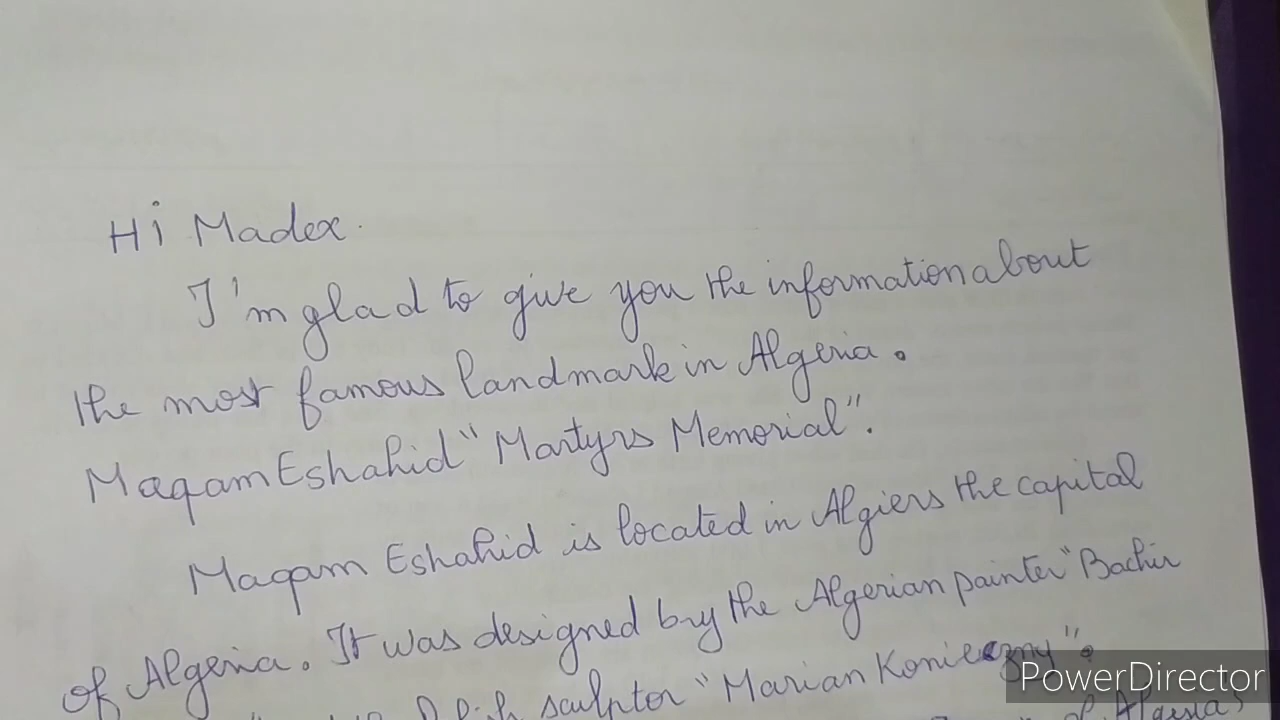 Hi Madex.
I'm glad to give you the information about
the most famous landmark in Algeria.
Maqam Eshahid "Martyrs Memorial".
Maqam Eshahid is located in Algiers the capital
of Algeria. It was designed by the Algerian painter "Bachir
sculptor "Marian Konieczny".
PowerDirector